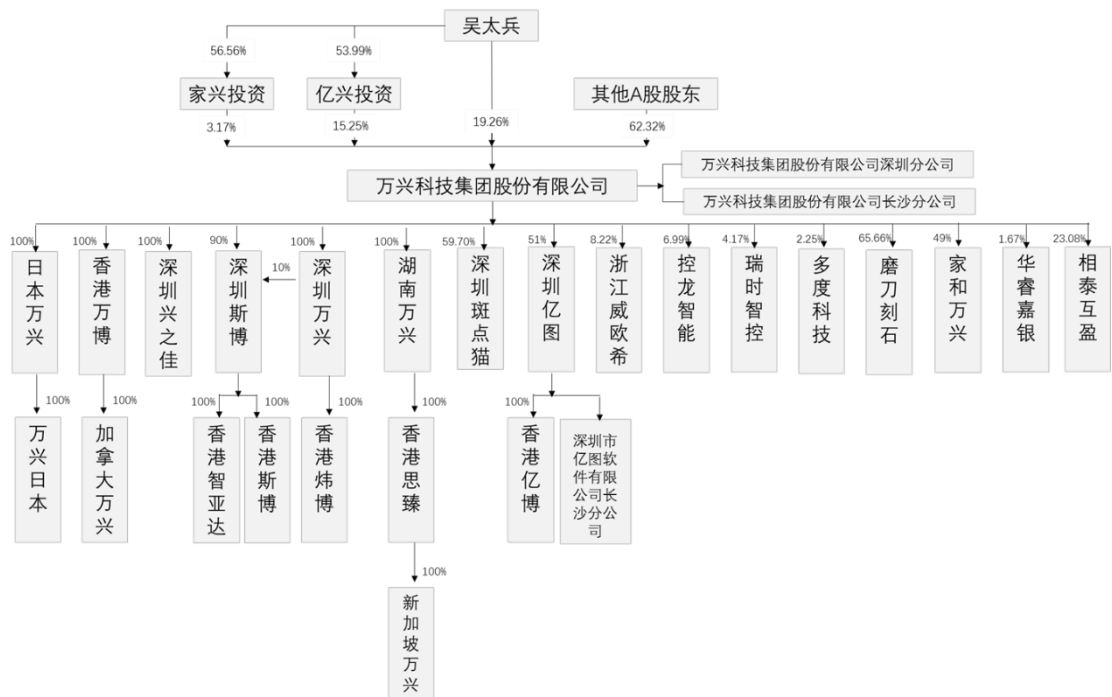 吴太兵
56.56%
53.99%
家兴投资
亿兴投资
其他A股股东
3.17%
15.25%
19.26%
62.32%
万兴科技集团股份有限公司
万兴科技集团股份有限公司深圳分公司
万兴科技集团股份有限公司长沙分公司
100%
100%
100%
90%
10%
100%
100%
59.70%
51%
8.22%
6.99%
4.17%
2.25%
65.66%
49%
1.67%
23.08%
日本万兴
香港万博
深圳兴之佳
深圳斯博
深圳万兴
湖南万兴
深圳斑点猫
深圳亿图
浙江威欧希
控龙智能
瑞时智控
多度科技
磨刀刻石
家和万兴
华睿嘉银
相泰互盈
100%
100%
100%
100%
100%
100%
100%
万兴日本
加拿大万兴
香港智亚达
香港斯博
香港炜博
香港思臻
香港亿博
深圳市
亿图软
件有限
公司长
沙分公
司
100%
新加坡万兴